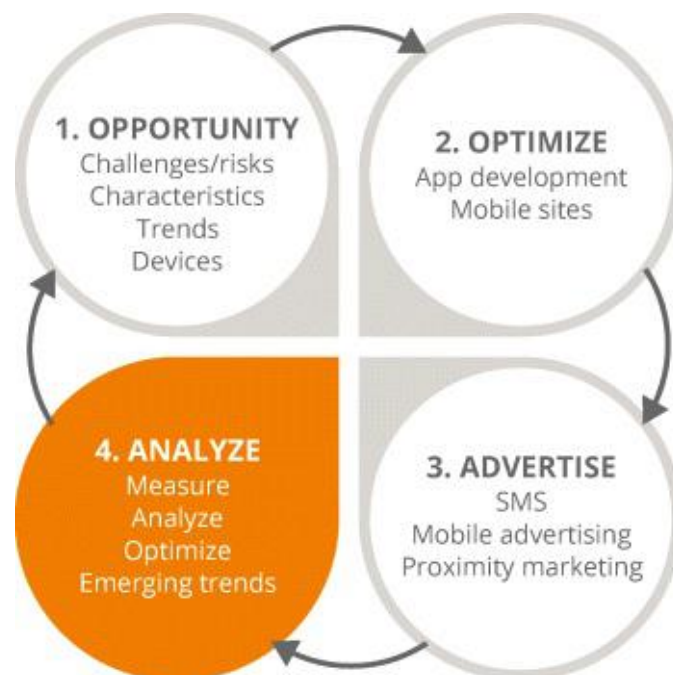 1. OPPORTUNITY
Challenges/risks
Characteristics
Trends
Devices
2. OPTIMIZE
App development
Mobile sites
3. ADVERTISE
SMS
Mobile advertising
Proximity marketing
4. ANALYZE
Measure
Analyze
Optimize
Emerging trends